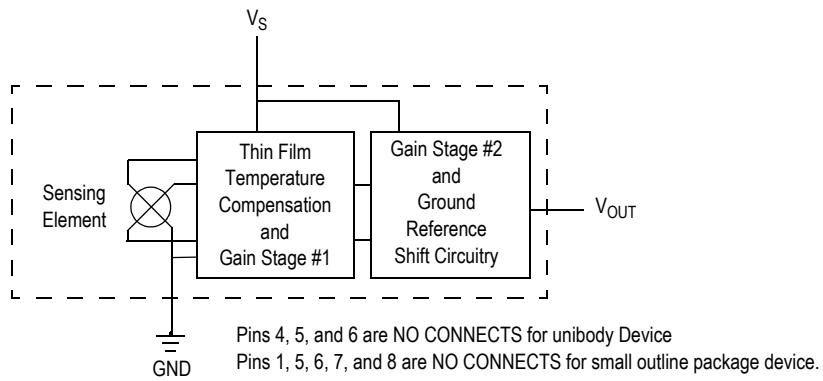 V_S
Sensing
Element
Thin Film
Temperature
Compensation
and
Gain Stage #1
Gain Stage #2
and
Ground
Reference
Shift Circuitry
V_OUT
GND
Pins 4, 5, and 6 are NO CONNECTS for unibody Device
Pins 1, 5, 6, 7, and 8 are NO CONNECTS for small outline package device.